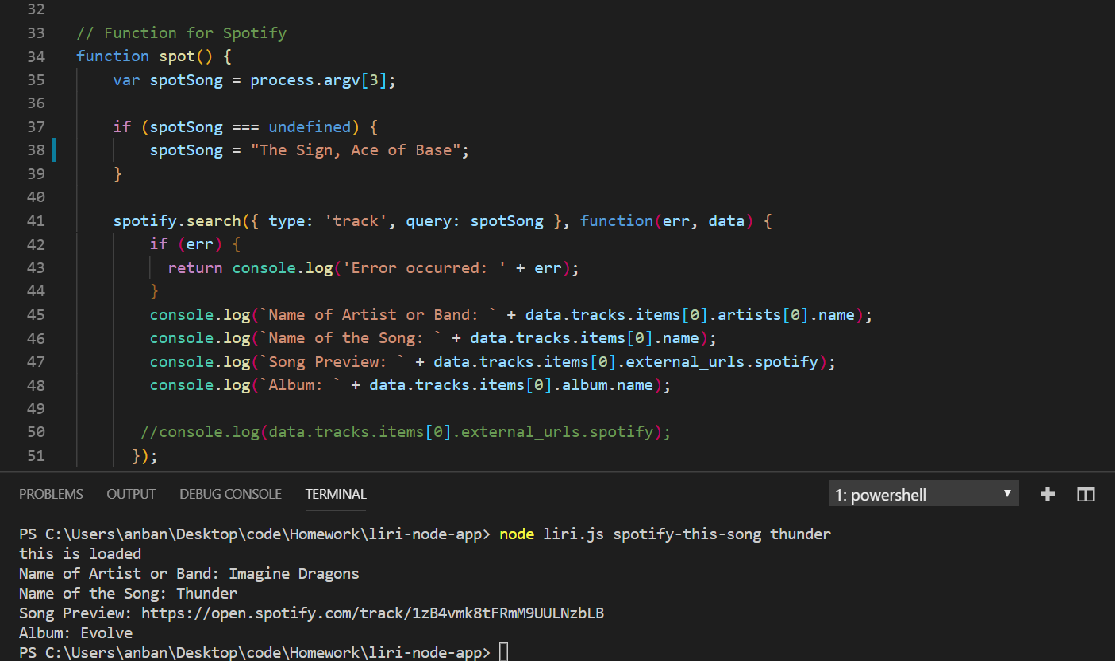 32
33 // Function for Spotify
34 function spot() {
35 var spotSong = process.argv[3];
36
37 if (spotSong === undefined) {
38 spotSong = "The Sign, Ace of Base";
39 }
40
41 spotify.search({ type: 'track', query: spotSong }, function(err, data) {
42 if (err) {
43 return console.log('Error occurred: ' + err);
44 }
45 console.log(`Name of Artist or Band: ` + data.tracks.items[0].artists[0].name);
46 console.log(`Name of the Song: ` + data.tracks.items[0].name);
47 console.log(`Song Preview: ` + data.tracks.items[0].external_urls.spotify);
48 console.log(`Album: ` + data.tracks.items[0].album.name);
49
50 //console.log(data.tracks.items[0].external_urls.spotify);
51 });
PROBLEMS OUTPUT DEBUG CONSOLE TERMINAL 1: powershell
PS C:\Users\anban\Desktop\code\Homework\liri-node-app> node liri.js spotify-this-song thunder
this is loaded
Name of Artist or Band: Imagine Dragons
Name of the Song: Thunder
Song Preview: https://open.spotify.com/track/1zB4vmk8tFRmM9UULNzbLB
Album: Evolve
PS C:\Users\anban\Desktop\code\Homework\liri-node-app>